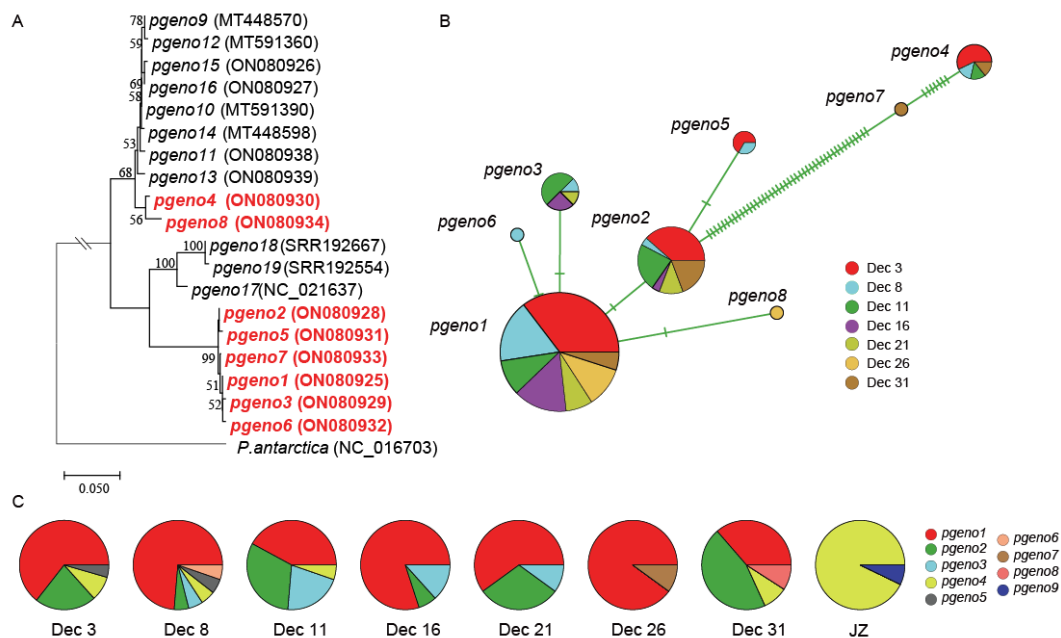 A
78
pgeno9 (MT448570)
59
pgeno12 (MT591360)
pgeno15 (ON080926)
69
pgeno16 (ON080927)
58
pgeno10 (MT591390)
pgeno14 (MT448598)
53
pgeno11 (ON080938)
68
pgeno13 (ON080939)
pgeno4 (ON080930)
56
pgeno8 (ON080934)
100
pgeno18 (SRR192667)
100
pgeno19 (SRR192554)
pgeno17(NC_021637)
pgeno2 (ON080928)
pgeno5 (ON080931)
99
pgeno7 (ON080933)
51
pgeno1 (ON080925)
52
pgeno3 (ON080929)
pgeno6 (ON080932)
P.antarctica (NC_016703)
0.050
B
pgeno4
pgeno7
pgeno5
pgeno3
pgeno6
pgeno2
pgeno8
pgeno1
Dec 3
Dec 8
Dec 11
Dec 16
Dec 21
Dec 26
Dec 31
C
Dec 3
Dec 8
Dec 11
Dec 16
Dec 21
Dec 26
Dec 31
JZ
pgeno1
pgeno2
pgeno3
pgeno4
pgeno5
pgeno6
pgeno7
pgeno8
pgeno9